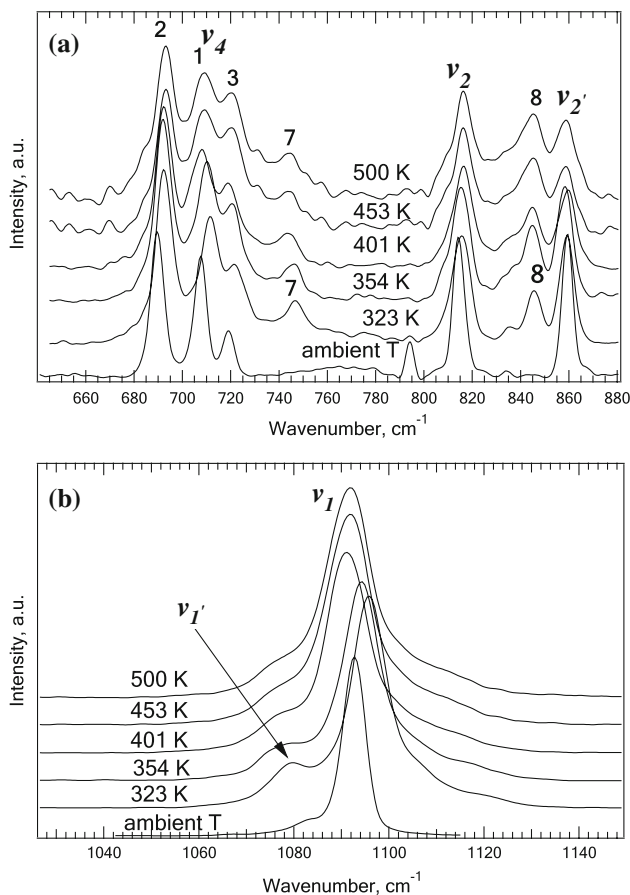 (a)
2
ν4
1
3
7
ν2
8
ν2'
500 K
453 K
401 K
354 K
7
8
323 K
ambient T
Intensity, a.u.
660 680 700 720 740 760 780 800 820 840 860 880
Wavenumber, cm-1
(b)
ν1
ν1'
500 K
453 K
401 K
354 K
323 K
ambient T
Intensity, a.u.
1040 1060 1080 1100 1120 1140
Wavenumber, cm-1